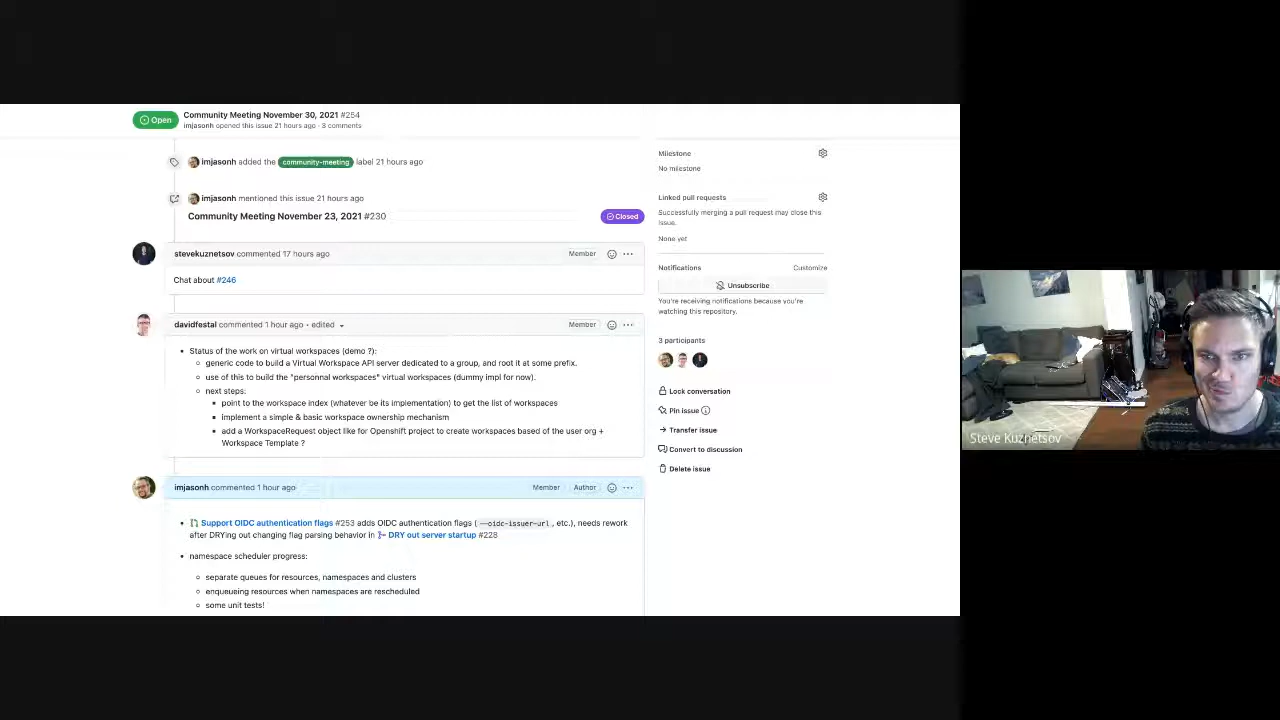 Open
Community Meeting November 30, 2021 #254
imjasonh opened this issue 21 hours ago · 3 comments
imjasonh added the community-meeting label 21 hours ago
imjasonh mentioned this issue 21 hours ago
Community Meeting November 23, 2021 #230
Closed
stevekuznetsov commented 17 hours ago
Member
Chat about #246
davidfestal commented 1 hour ago • edited
Member
• Status of the work on virtual workspaces (demo ?):
generic code to build a Virtual Workspace API server dedicated to a group, and root it at some prefix.
use of this to build the "personnal workspaces" virtual workspaces (dummy impl for now).
next steps:
point to the workspace index (whatever be its implementation) to get the list of workspaces
implement a simple & basic workspace ownership mechanism
add a WorkspaceRequest object like for Openshift project to create workspaces based of the user org +
Workspace Template ?
imjasonh commented 1 hour ago
Member
Author
• Support OIDC authentication flags #253 adds OIDC authentication flags ( --oidc-issuer-url , etc.), needs rework
after DRYing out changing flag parsing behavior in DRY out server startup #228
• namespace scheduler progress:
separate queues for resources, namespaces and clusters
enqueueing resources when namespaces are rescheduled
some unit tests!
Milestone
No milestone
Linked pull requests
Successfully merging a pull request may close this
issue.
None yet
Notifications
Customize
Unsubscribe
You're receiving notifications because you're
watching this repository.
3 participants
Lock conversation
Pin issue
Transfer issue
Convert to discussion
Delete issue
Steve Kuznetsov